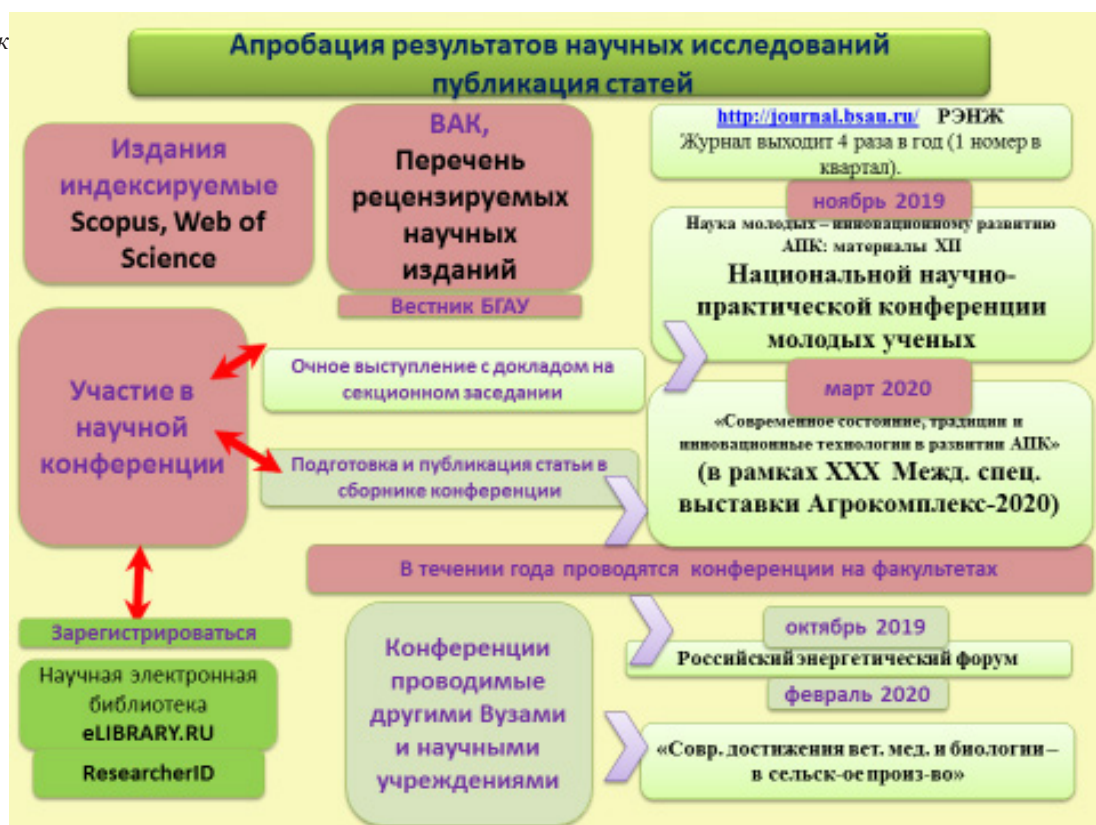 к
Апробация результатов научных исследований
публикация статей
Издания
индексируемые
Scopus, Web of
Science
ВАК,
Перечень
рецензируемых
научных
изданий
Вестник БГАУ
http://journal.bsau.ru/ РЭНЖ
Журнал выходит 4 раза в год (1 номер в
квартал).
ноябрь 2019
Наука молодых – инновационному развитию
АПК: материалы XII
Национальной научно-
практической конференции
молодых ученых
Участие в
научной
конференции
Очное выступление с докладом на
секционном заседании
Подготовка и публикация статьи в
сборнике конференции
март 2020
«Современное состояние, традиции и
инновационные технологии в развитии АПК»
(в рамках XXX Межд. спец.
выставки Агрокомплекс-2020)
В течении года проводятся конференции на факультетах
Зарегистрироваться
Научная электронная
библиотека
eLIBRARY.RU
ResearcherID
Конференции
проводимые
другими Вузами
и научными
учреждениями
октябрь 2019
Российский энергетический форум
февраль 2020
«Совр. достижения вет. мед. и биологии –
в сельск-ое произ-во»